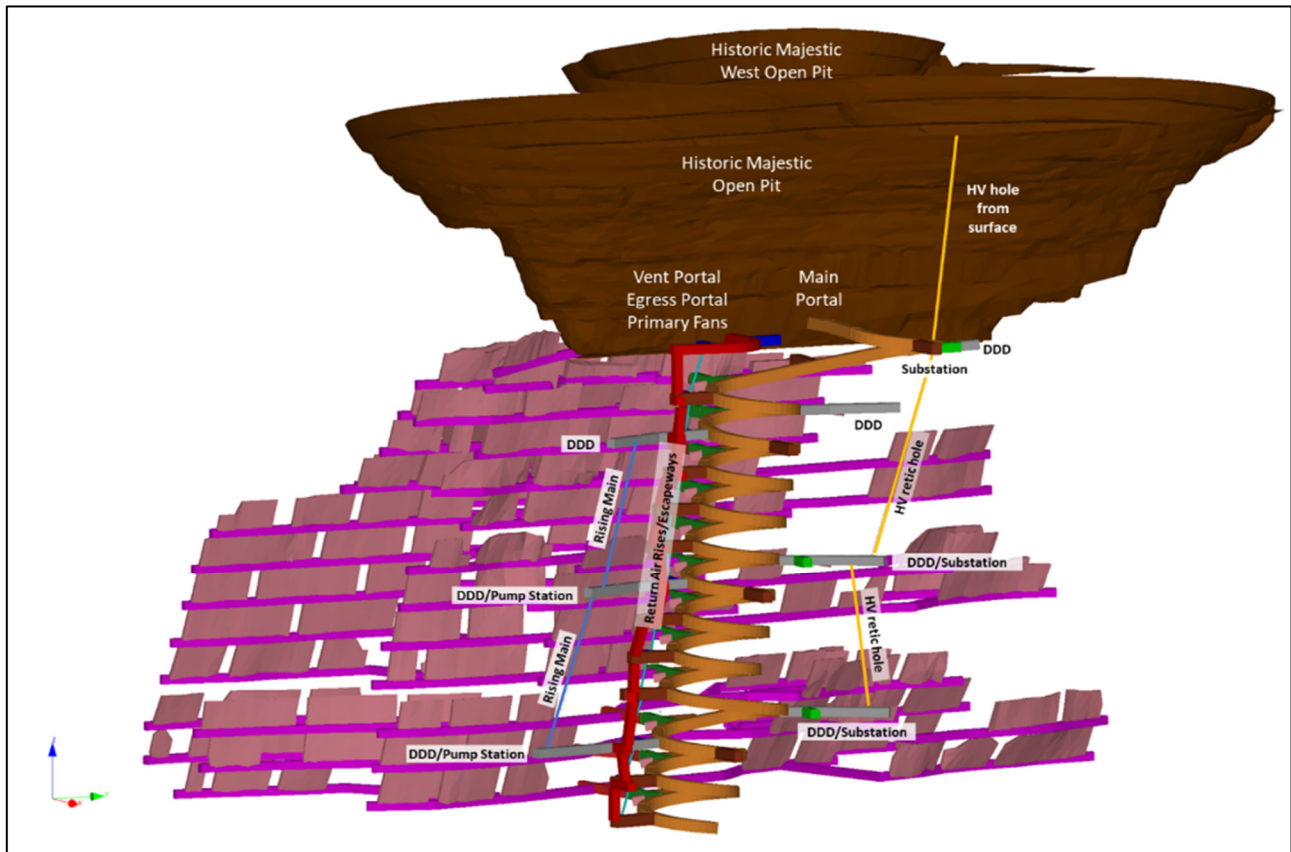 Historic Majestic
West Open Pit
Historic Majestic
Open Pit
HV hole
from
surface
Vent Portal
Egress Portal
Primary Fans
Main
Portal
DDD
Substation
DDD
DDD
HV retic hole
Rising Main
Return Air Rises/Escapeways
DDD/Substation
DDD/Pump Station
HV retic hole
Rising Main
DDD/Substation
DDD/Pump Station